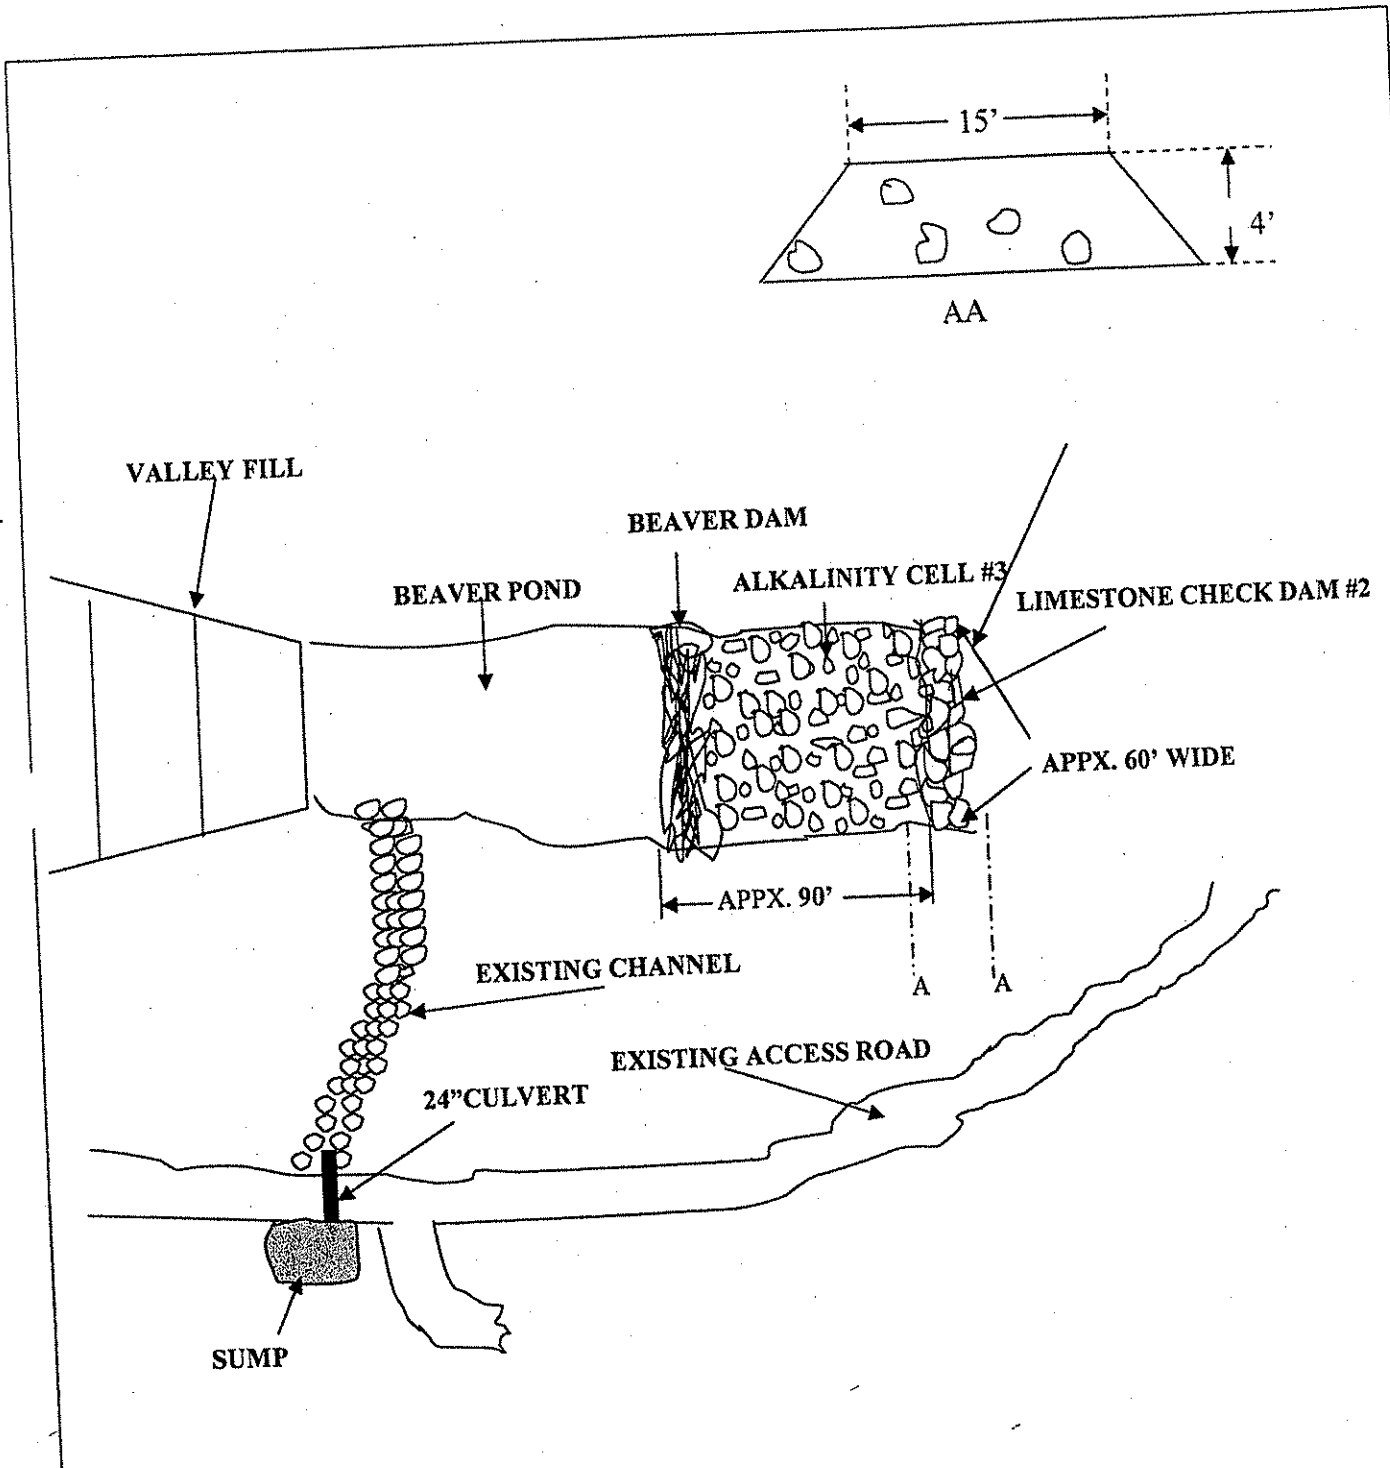 15’
4’
AA
VALLEY FILL
BEAVER DAM
BEAVER POND
ALKALINITY CELL #3
LIMESTONE CHECK DAM #2
APPX. 60’ WIDE
APPX. 90’
EXISTING CHANNEL
A
A
EXISTING ACCESS ROAD
24”CULVERT
SUMP